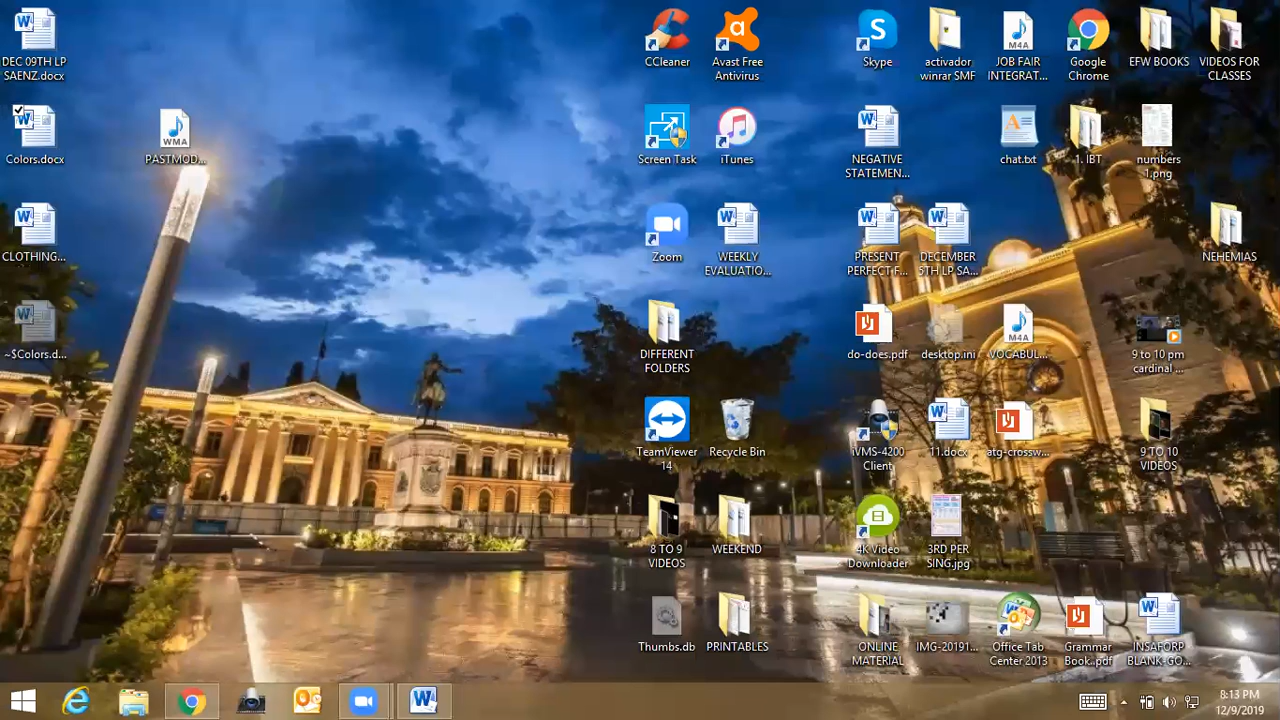 DEC 09TH LP
SAENZ.docx
Colors.docx
CLOTHING...
~$Colors.d...
WMA
PASTMOD...
CCleaner
Avast Free
Antivirus
Screen Task
iTunes
Zoom
WEEKLY
EVALUATIO...
DIFFERENT
FOLDERS
TeamViewer
14
Recycle Bin
8 TO 9
VIDEOS
WEEKEND
Thumbs.db
PRINTABLES
Skype
activador
winrar SMF
M4A
JOB FAIR
INTEGRAT...
Google
Chrome
EFW BOOKS
VIDEOS FOR
CLASSES
NEGATIVE
STATEMEN...
chat.txt
1. IBT
numbers
1.png
PRESENT
PERFECT F...
DECEMBER
5TH LP SA...
NEHEMIAS
do-does.pdf
desktop.ini
M4A
VOCABUL...
9 to 10 pm
cardinal ...
iVMS-4200
Client
11.docx
atg-crossw...
9 TO 10
VIDEOS
4K Video
Downloader
3RD PER
SING.jpg
ONLINE
MATERIAL
IMG-20191...
Office Tab
Center 2013
Grammar
Book..pdf
INSAFORP
BLANK-GO...
8:13 PM
12/9/2019